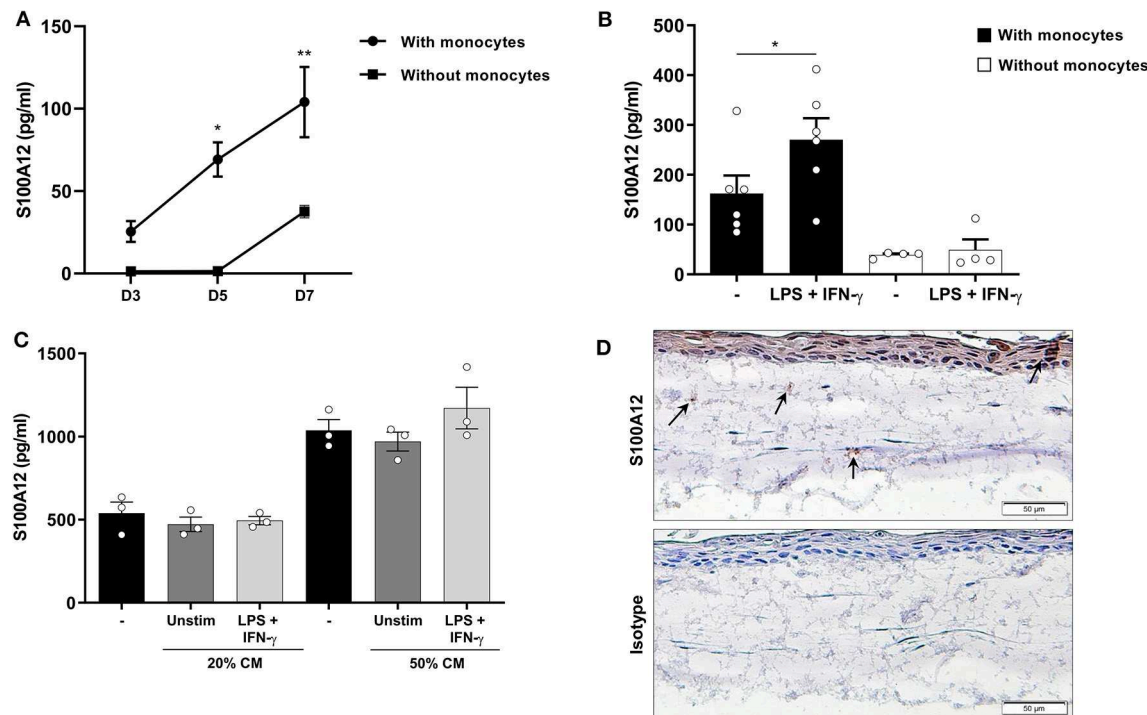 A
150
100
50
0
S100A12 (pg/ml)
*
**
D3 D5 D7
With monocytes
Without monocytes
B
500
400
300
200
100
0
S100A12 (pg/ml)
*
- LPS + IFN-γ - LPS + IFN-γ
With monocytes
Without monocytes
C
1500
1000
500
0
S100A12 (pg/ml)
- Unstim LPS + - Unstim LPS +
IFN-γ IFN-γ
20% CM 50% CM
D
S100A12
50 µm
Isotype
50 µm